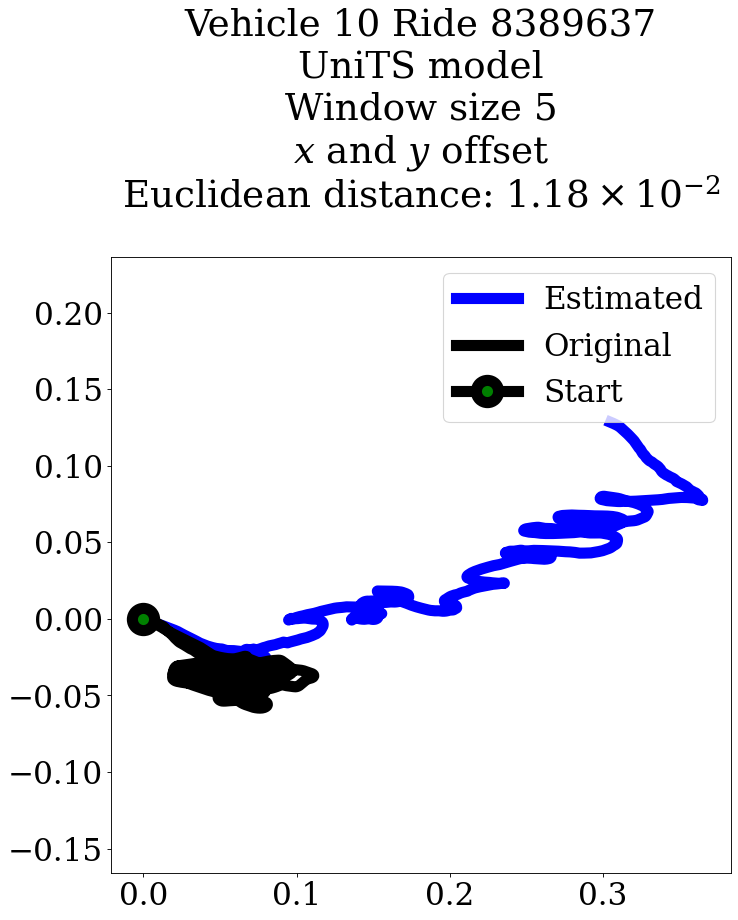 Vehicle 10 Ride 8389637
UniTS model
Window size 5
x and y offset
Euclidean distance: 1.18 × 10⁻²
Estimated
Original
Start
0.20
0.15
0.10
0.05
0.00
−0.05
−0.10
−0.15
0.0 0.1 0.2 0.3